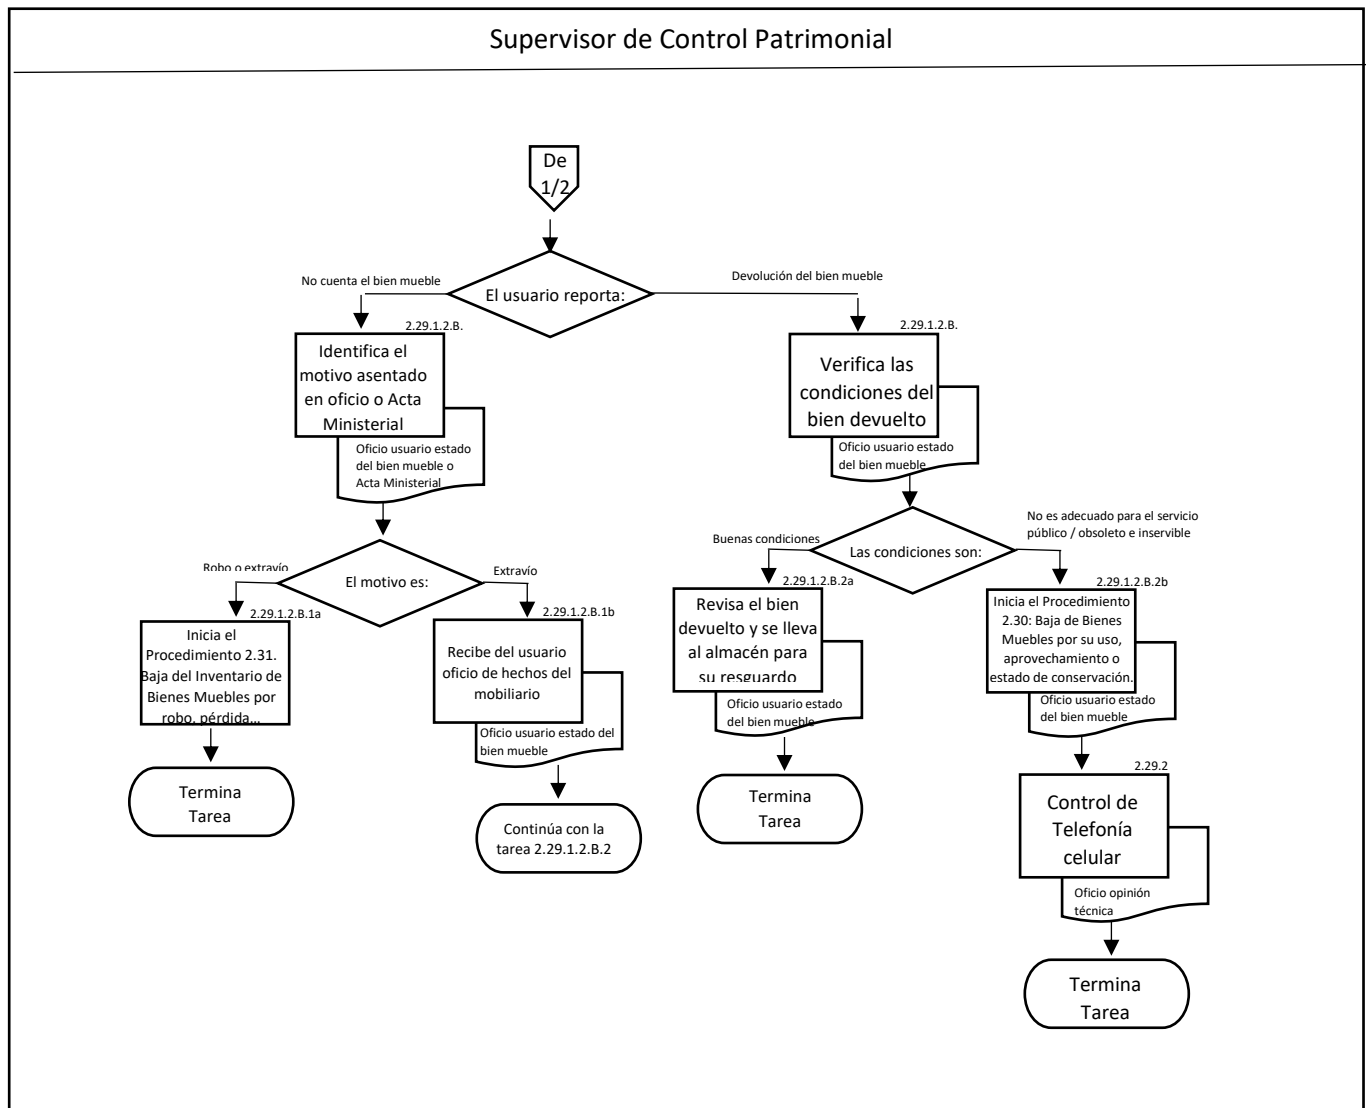 Supervisor de Control Patrimonial
De
1/2
El usuario reporta:
No cuenta el bien mueble
Devolución del bien mueble
2.29.1.2.B.
Identifica el
motivo asentado
en oficio o Acta
Ministerial
Oficio usuario estado
del bien mueble o
Acta Ministerial
2.29.1.2.B.
Verifica las
condiciones del
bien devuelto
Oficio usuario estado
del bien mueble
El motivo es:
Robo o extravío
Extravío
Las condiciones son:
Buenas condiciones
No es adecuado para el servicio
público / obsoleto e inservible
2.29.1.2.B.1a
Inicia el
Procedimiento 2.31.
Baja del Inventario de
Bienes Muebles por
robo, pérdida...
Termina
Tarea
2.29.1.2.B.1b
Recibe del usuario
oficio de hechos del
mobiliario
Oficio usuario estado del
bien mueble
Continúa con la
tarea 2.29.1.2.B.2
2.29.1.2.B.2a
Revisa el bien
devuelto y se lleva
al almacén para
su resguardo
Oficio usuario estado
del bien mueble
Termina
Tarea
2.29.1.2.B.2b
Inicia el Procedimiento
2.30: Baja de Bienes
Muebles por su uso,
aprovechamiento o
estado de conservación.
Oficio usuario estado
del bien mueble
2.29.2
Control de
Telefonía
celular
Oficio opinión
técnica
Termina
Tarea